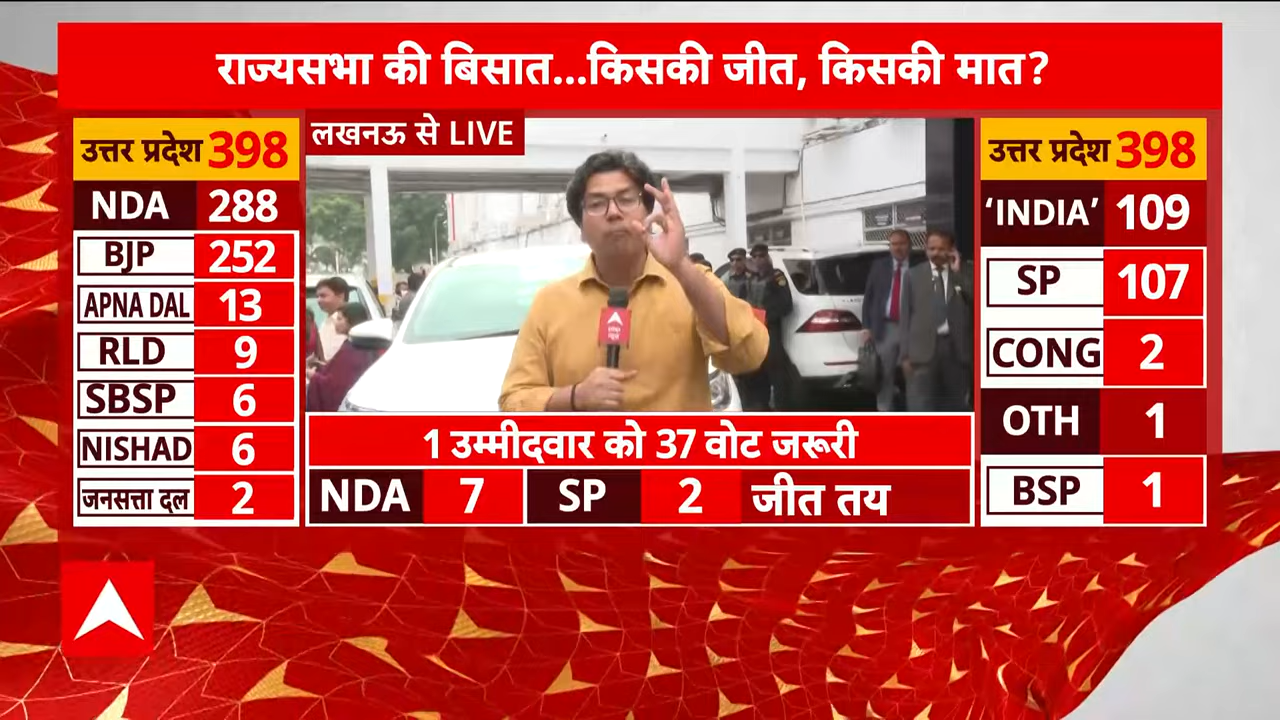 राज्यसभा की बिसात...किसकी जीत, किसकी मात?
उत्तर प्रदेश 398
NDA 288
BJP 252
APNA DAL 13
RLD 9
SBSP 6
NISHAD 6
जनसत्ता दल 2
लखनऊ से LIVE
1 उम्मीदवार को 37 वोट जरूरी
NDA 7 SP 2 जीत तय
उत्तर प्रदेश 398
‘INDIA’ 109
SP 107
CONG 2
OTH 1
BSP 1